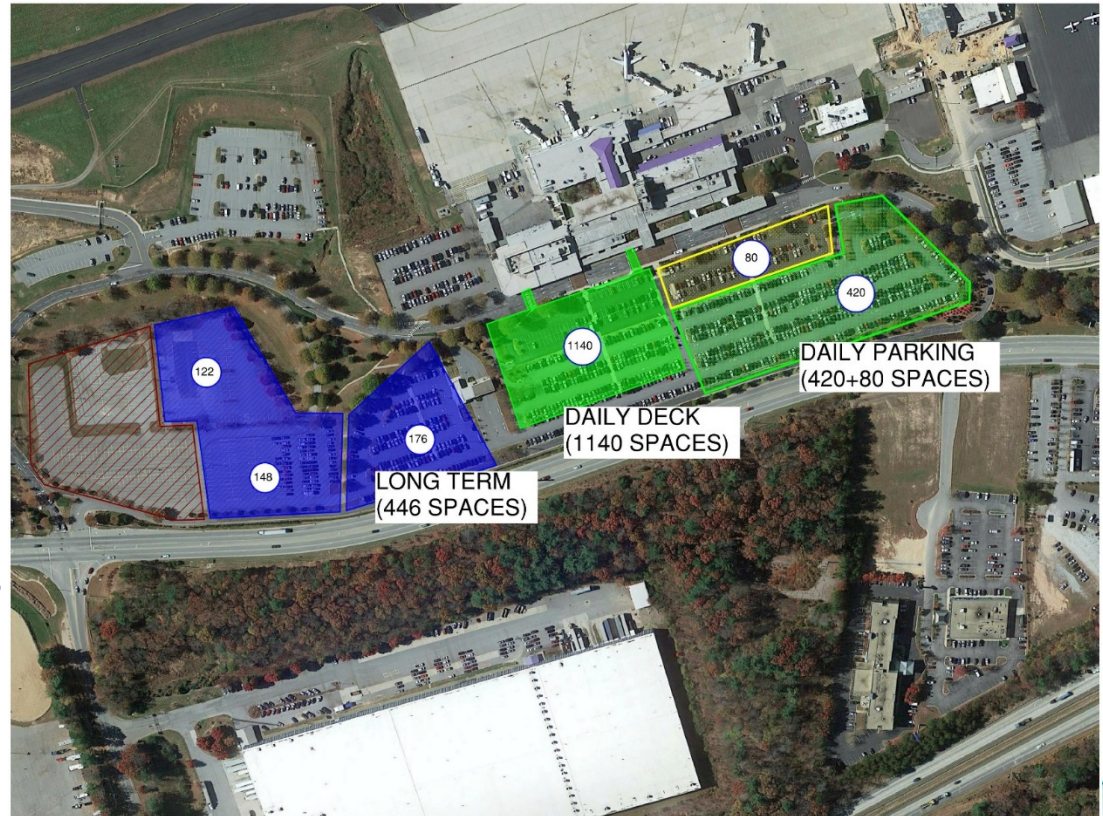 80
420
1140
DAILY PARKING
(420+80 SPACES)
122
DAILY DECK
(1140 SPACES)
176
148
LONG TERM
(446 SPACES)